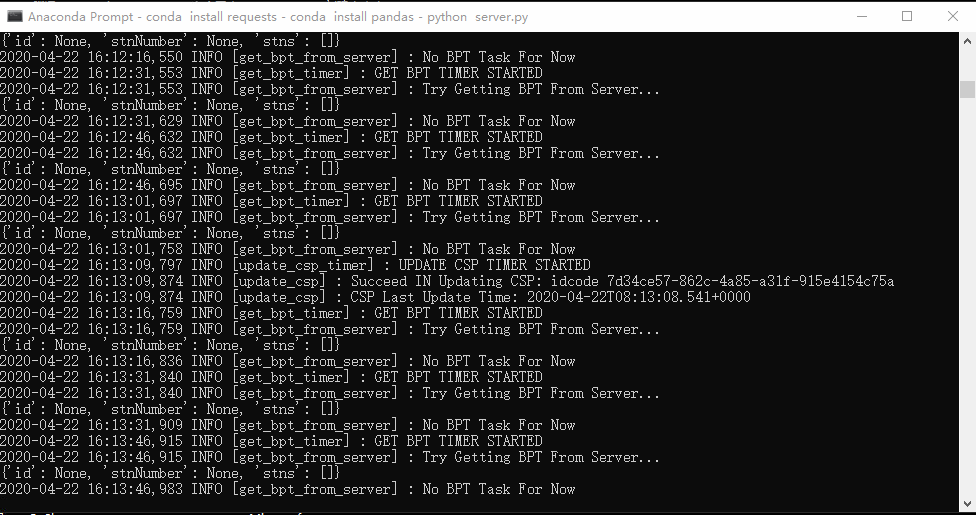 Anaconda Prompt - conda  install requests - conda  install pandas - python  server.py
{'id': None, 'stnNumber': None, 'stns': []}
2020-04-22 16:12:16,550 INFO [get_bpt_from_server] : No BPT Task For Now
2020-04-22 16:12:31,553 INFO [get_bpt_timer] : GET BPT TIMER STARTED
2020-04-22 16:12:31,553 INFO [get_bpt_from_server] : Try Getting BPT From Server...
{'id': None, 'stnNumber': None, 'stns': []}
2020-04-22 16:12:31,629 INFO [get_bpt_from_server] : No BPT Task For Now
2020-04-22 16:12:46,632 INFO [get_bpt_timer] : GET BPT TIMER STARTED
2020-04-22 16:12:46,632 INFO [get_bpt_from_server] : Try Getting BPT From Server...
{'id': None, 'stnNumber': None, 'stns': []}
2020-04-22 16:12:46,695 INFO [get_bpt_from_server] : No BPT Task For Now
2020-04-22 16:13:01,697 INFO [get_bpt_timer] : GET BPT TIMER STARTED
2020-04-22 16:13:01,697 INFO [get_bpt_from_server] : Try Getting BPT From Server...
{'id': None, 'stnNumber': None, 'stns': []}
2020-04-22 16:13:01,758 INFO [get_bpt_from_server] : No BPT Task For Now
2020-04-22 16:13:09,797 INFO [update_csp_timer] : UPDATE CSP TIMER STARTED
2020-04-22 16:13:09,874 INFO [update_csp] : Succeed IN Updating CSP: idcode 7d34ce57-862c-4a85-a31f-915e4154c75a
2020-04-22 16:13:09,874 INFO [update_csp] : CSP Last Update Time: 2020-04-22T08:13:08.541+0000
2020-04-22 16:13:16,759 INFO [get_bpt_timer] : GET BPT TIMER STARTED
2020-04-22 16:13:16,759 INFO [get_bpt_from_server] : Try Getting BPT From Server...
{'id': None, 'stnNumber': None, 'stns': []}
2020-04-22 16:13:16,836 INFO [get_bpt_from_server] : No BPT Task For Now
2020-04-22 16:13:31,840 INFO [get_bpt_timer] : GET BPT TIMER STARTED
2020-04-22 16:13:31,840 INFO [get_bpt_from_server] : Try Getting BPT From Server...
{'id': None, 'stnNumber': None, 'stns': []}
2020-04-22 16:13:31,909 INFO [get_bpt_from_server] : No BPT Task For Now
2020-04-22 16:13:46,915 INFO [get_bpt_timer] : GET BPT TIMER STARTED
2020-04-22 16:13:46,915 INFO [get_bpt_from_server] : Try Getting BPT From Server...
{'id': None, 'stnNumber': None, 'stns': []}
2020-04-22 16:13:46,983 INFO [get_bpt_from_server] : No BPT Task For Now